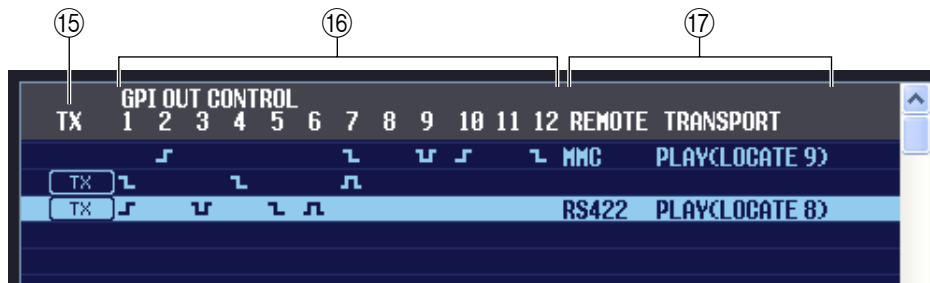 ⑮ ⑯ ⑰
GPI OUT CONTROL
TX 1 2 3 4 5 6 7 8 9 10 11 12 REMOTE TRANSPORT
MMC PLAY(LOCATE 9)
TX
TX RS422 PLAY(LOCATE 8)